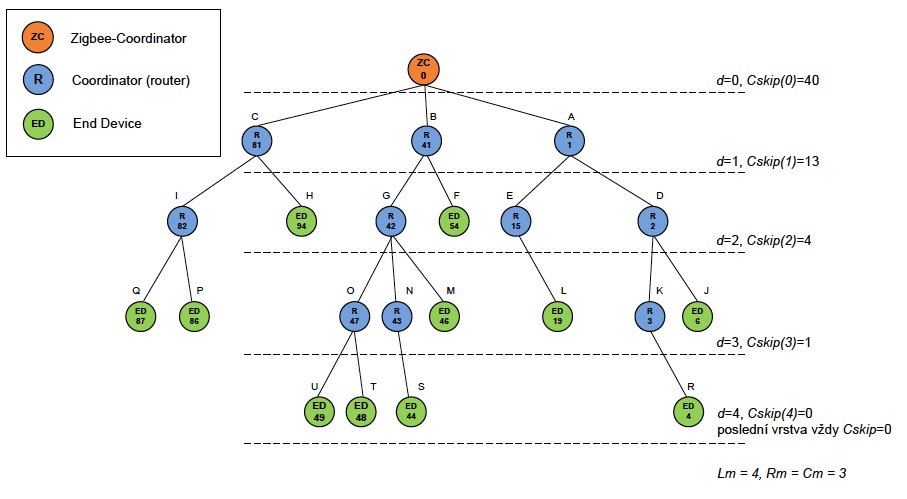 ZC Zigbee-Coordinator
R Coordinator (router)
ED End Device
ZC
0
d=0, Cskip(0)=40
C B A
R R R
81 41 1
d=1, Cskip(1)=13
I H G F E D
R ED R ED R R
82 94 42 54 15 2
d=2, Cskip(2)=4
Q P O N M L K J
ED ED R R ED ED R ED
87 86 47 43 46 19 3 6
d=3, Cskip(3)=1
U T S R
ED ED ED ED
49 48 44 4
d=4, Cskip(4)=0
poslední vrstva vždy Cskip=0
Lm = 4, Rm = Cm = 3